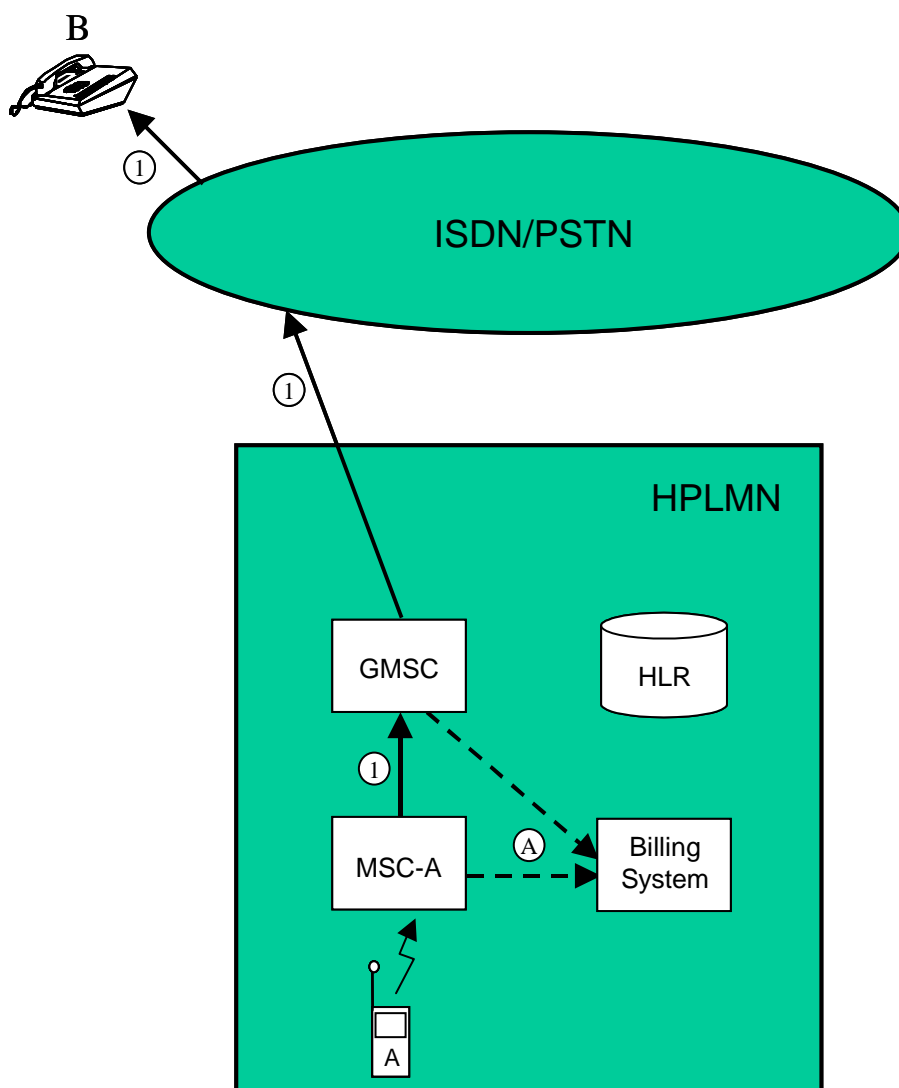 B
1
ISDN/PSTN
1
HPLMN
GMSC
HLR
1
MSC-A
A
Billing
System
A